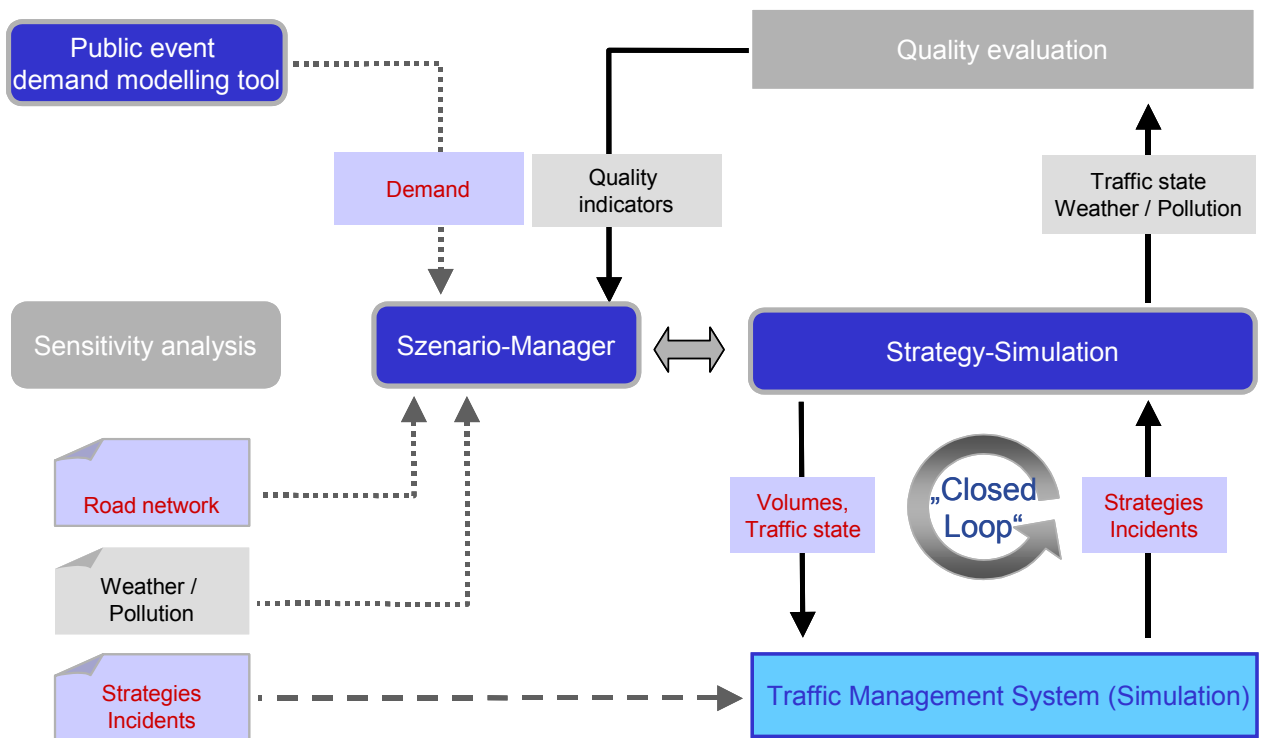 Public event
demand modelling tool
Quality evaluation
Demand
Quality
indicators
Traffic state
Weather / Pollution
Sensitivity analysis
Szenario-Manager
Strategy-Simulation
Road network
Volumes,
Traffic state
„Closed
Loop“
Strategies
Incidents
Weather /
Pollution
Strategies
Incidents
Traffic Management System (Simulation)